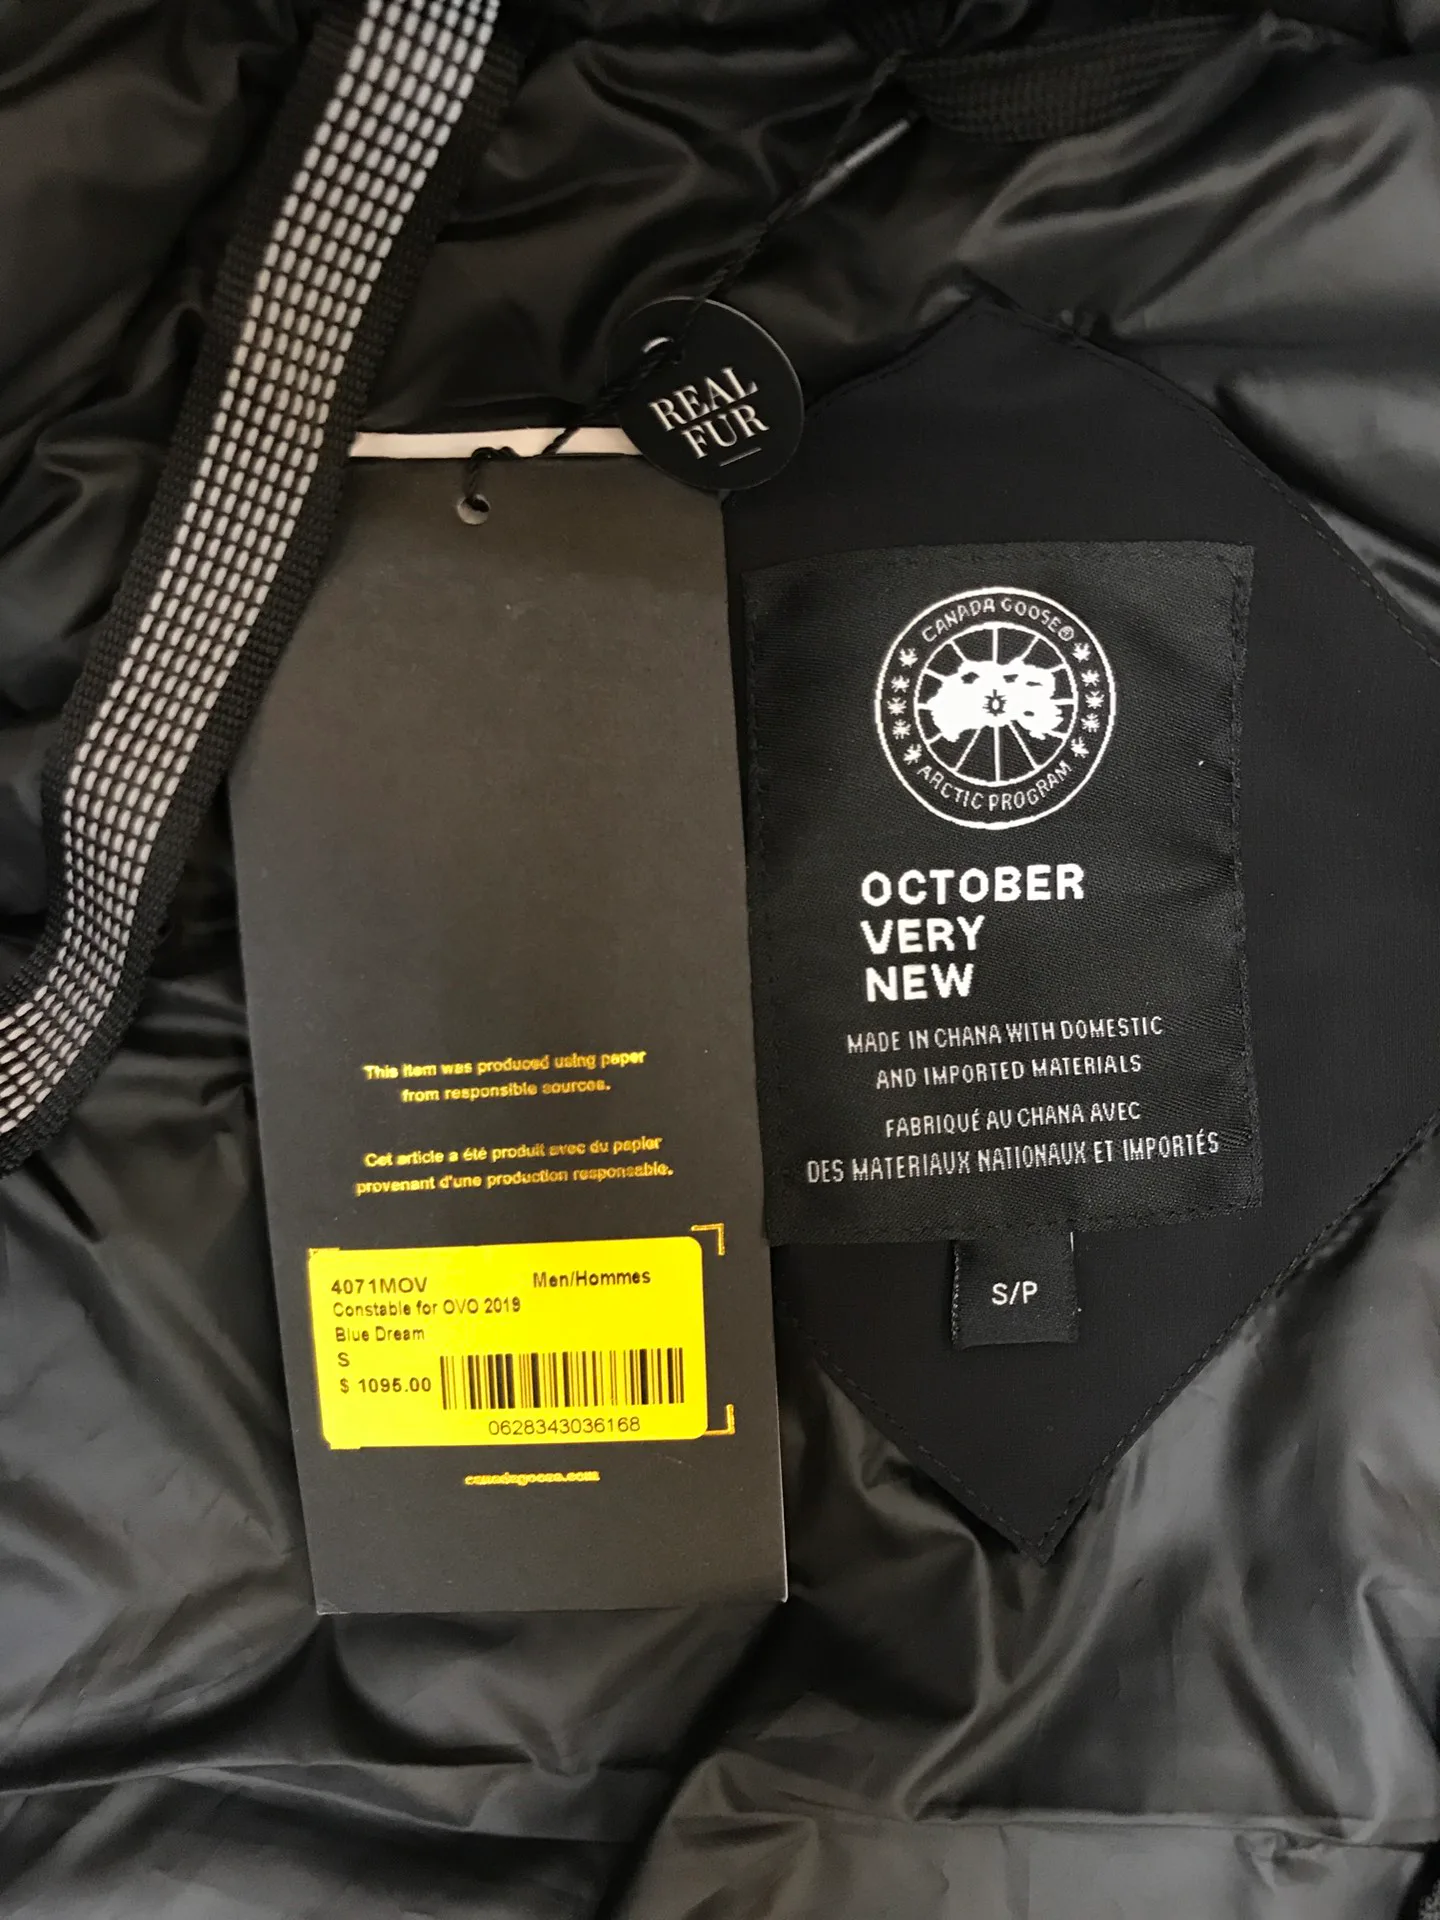 REAL
FUR
CANADA GOOSE®
ARCTIC PROGRAM
OCTOBER
VERY
NEW
MADE IN CHANA WITH DOMESTIC
AND IMPORTED MATERIALS
FABRIQUÉ AU CHANA AVEC
DES MATERIAUX NATIONAUX ET IMPORTÉS
S/P
This item was produced using paper
from responsible sources.
Cet article a été produit avec du papier
provenant d'une production responsable.
4071MOV Men/Hommes
Constable for OVO 2019
Blue Dream
S
$ 1095.00
0628343036168
canadagoose.com